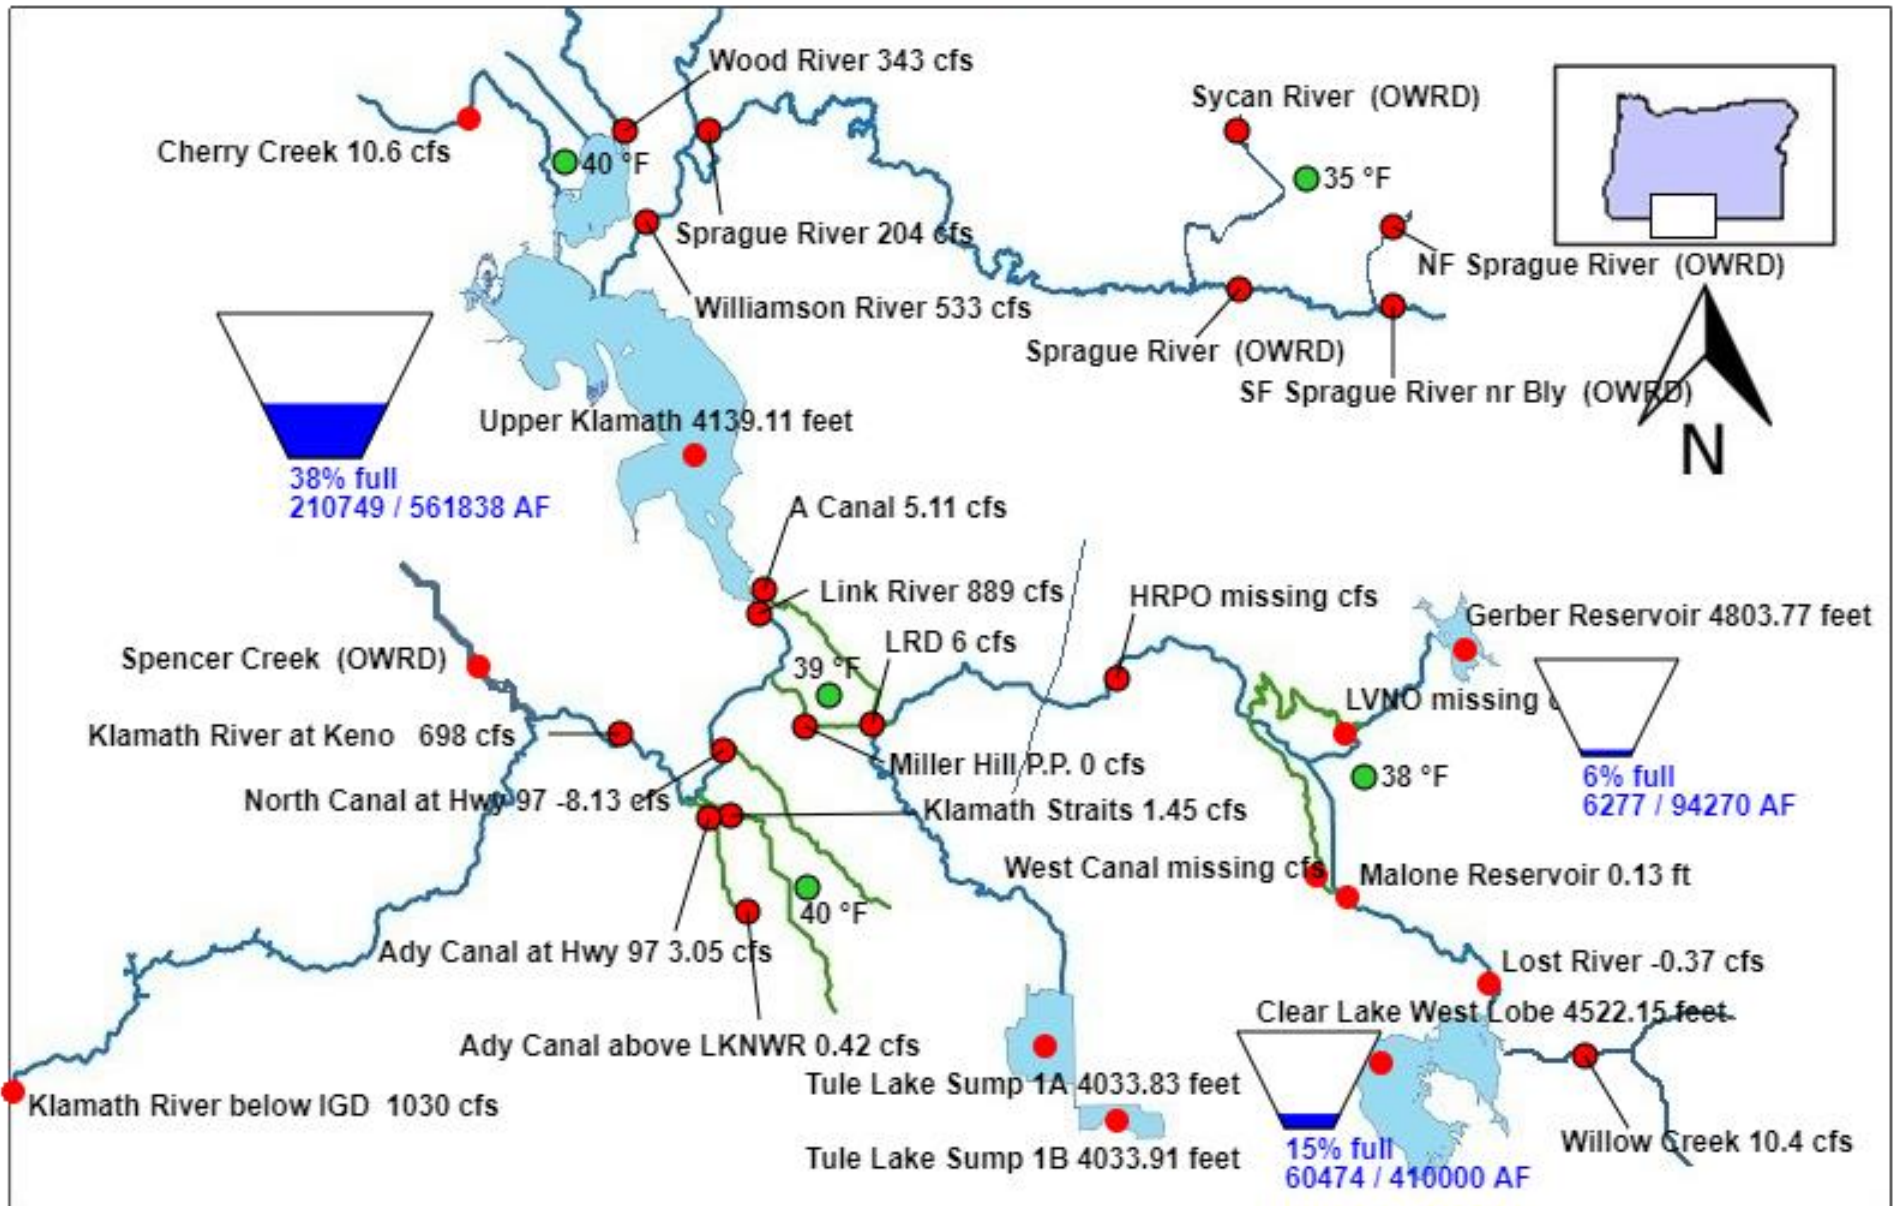 Wood River 343 cfs
Sycan River (OWRD)
Cherry Creek 10.6 cfs
40 °F
35 °F
Sprague River 204 cfs
NF Sprague River (OWRD)
Williamson River 533 cfs
Sprague River (OWRD)
SF Sprague River nr Bly (OWRD)
Upper Klamath 4139.11 feet
N
38% full
210749 / 561838 AF
A Canal 5.11 cfs
Link River 889 cfs
HRPO missing cfs
Gerber Reservoir 4803.77 feet
LRD 6 cfs
Spencer Creek (OWRD)
39 °F
LVNO missing
Klamath River at Keno 698 cfs
Miller Hill P.P. 0 cfs
38 °F
6% full
6277 / 94270 AF
North Canal at Hwy 97 -8.13 cfs
Klamath Straits 1.45 cfs
West Canal missing cfs
Malone Reservoir 0.13 ft
40 °F
Ady Canal at Hwy 97 3.05 cfs
Lost River -0.37 cfs
Clear Lake West Lobe 4522.15 feet
Ady Canal above LKNWR 0.42 cfs
Tule Lake Sump 1A 4033.83 feet
Klamath River below IGD 1030 cfs
Willow Creek 10.4 cfs
Tule Lake Sump 1B 4033.91 feet
15% full
60474 / 410000 AF